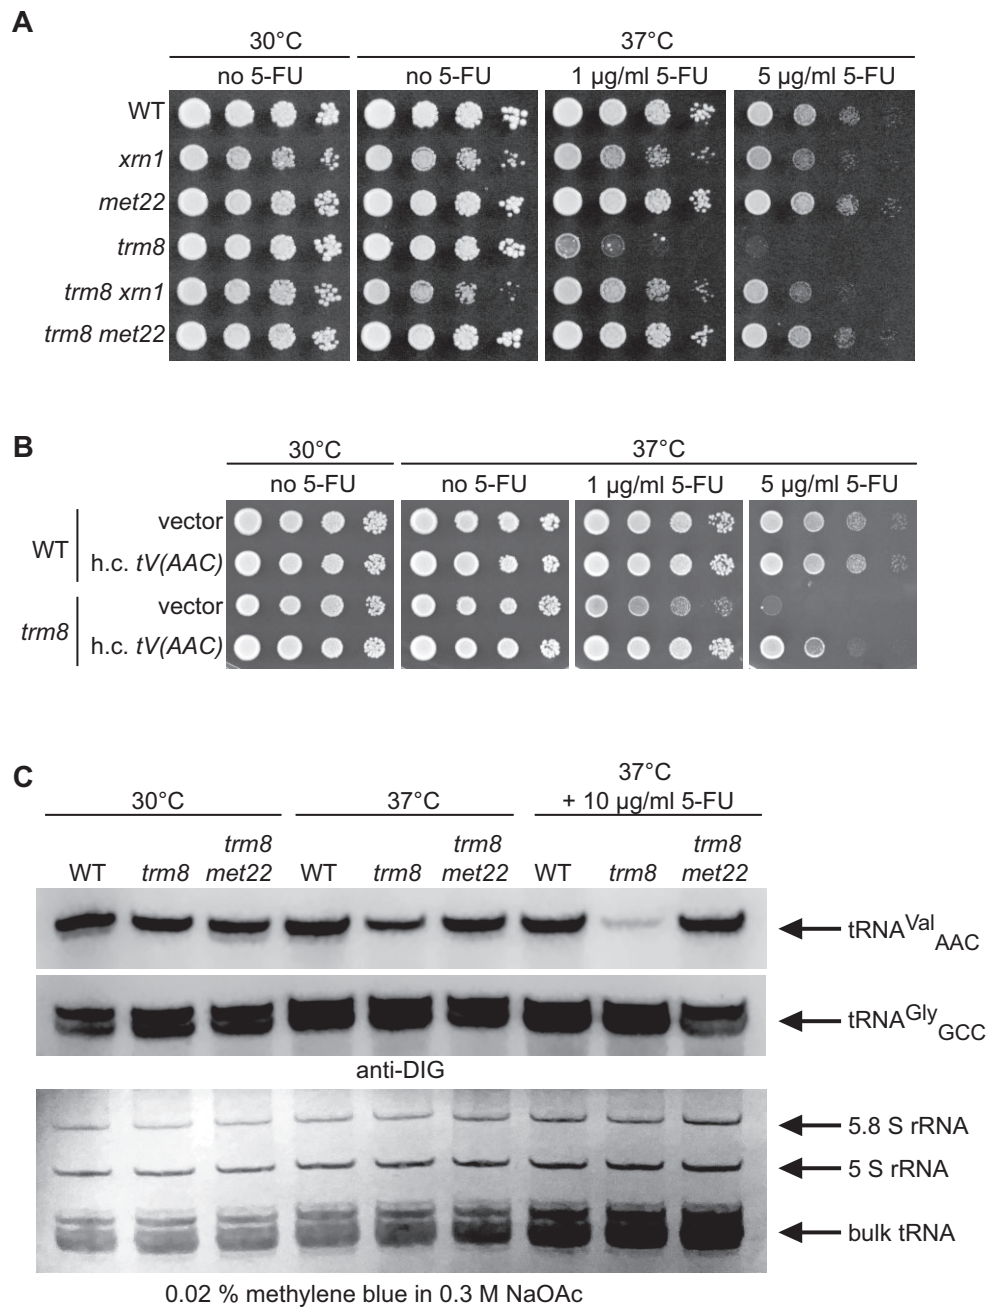 A
30°C 37°C
no 5-FU no 5-FU 1 µg/ml 5-FU 5 µg/ml 5-FU
WT
xrn1
met22
trm8
trm8 xrn1
trm8 met22
B
30°C 37°C
no 5-FU no 5-FU 1 µg/ml 5-FU 5 µg/ml 5-FU
WT
vector
h.c. tV(AAC)
trm8
vector
h.c. tV(AAC)
C
30°C 37°C 37°C
+ 10 µg/ml 5-FU
WT trm8 trm8 met22 WT trm8 trm8 met22 WT trm8 trm8 met22
tRNA^Val_AAC
tRNA^Gly_GCC
anti-DIG
5.8 S rRNA
5 S rRNA
bulk tRNA
0.02 % methylene blue in 0.3 M NaOAc